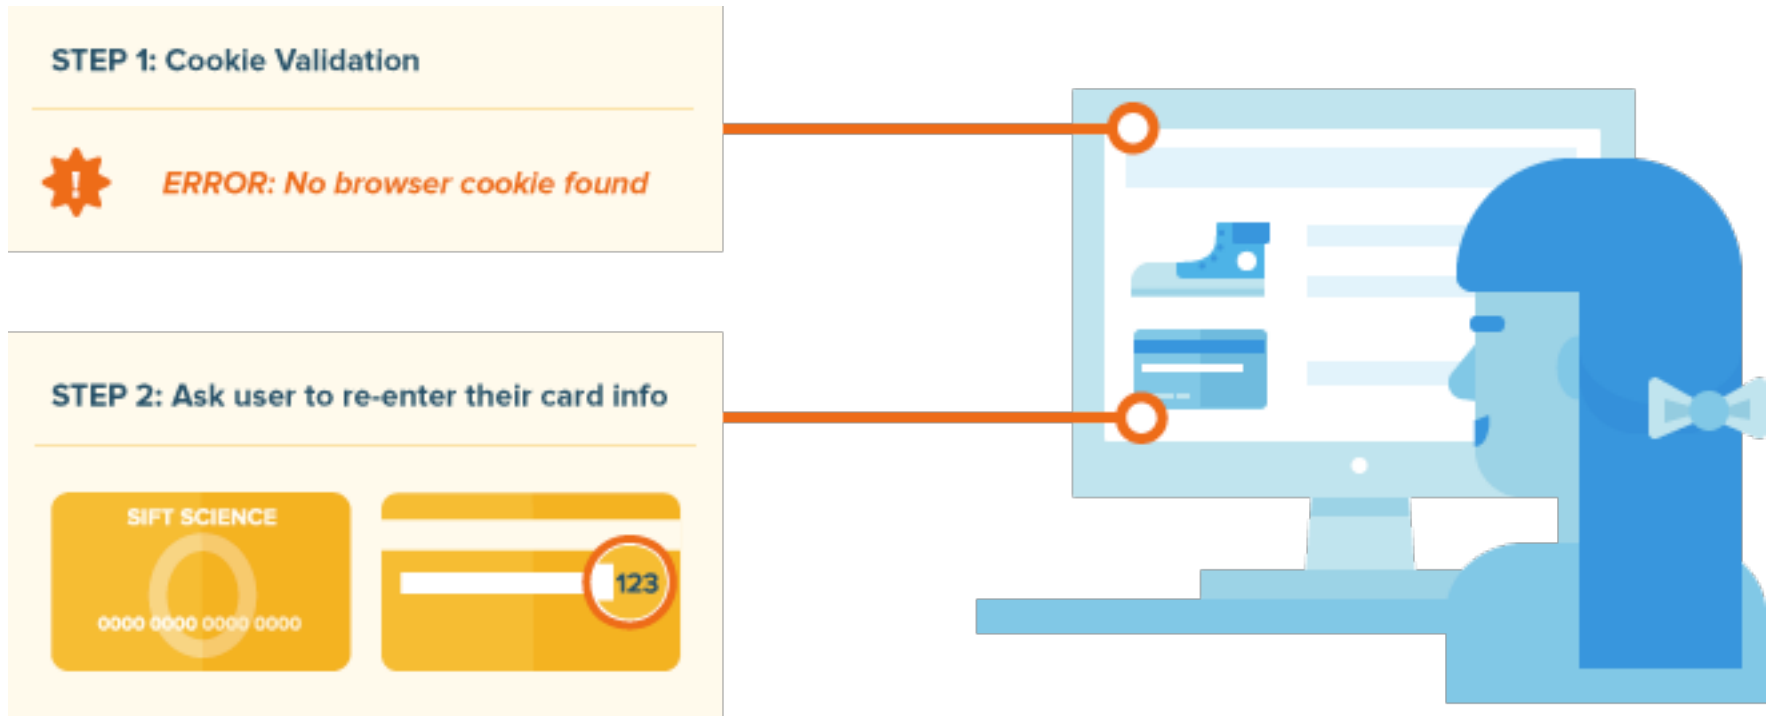 STEP 1: Cookie Validation
!
ERROR: No browser cookie found
STEP 2: Ask user to re-enter their card info
SIFT SCIENCE
0000 0000 0000 0000
123